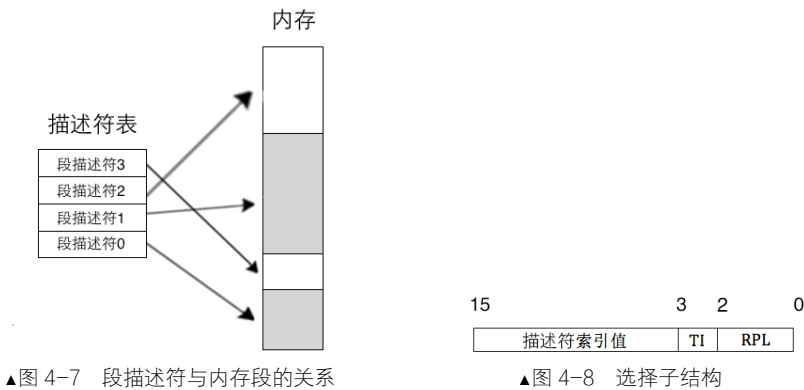 内存
描述符表
段描述符3
段描述符2
段描述符1
段描述符0
▲图 4-7 段描述符与内存段的关系
15 3 2 0
描述符索引值 TI RPL
▲图 4-8 选择子结构